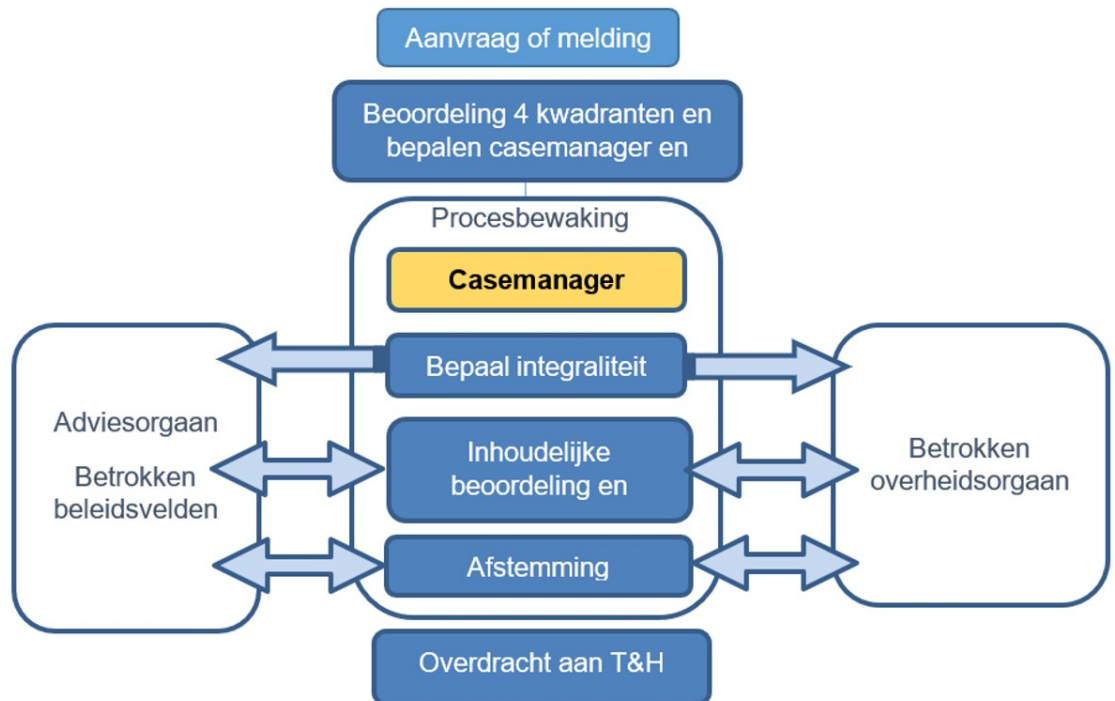 Aanvraag of melding
Beoordeling 4 kwadranten en
bepalen casemanager en
Procesbewaking
Casemanager
Bepaal integraliteit
Adviesorgaan
Betrokken
beleidsvelden
Inhoudelijke
beoordeling en
Betrokken
overheidsorgaan
Afstemming
Overdracht aan T&H